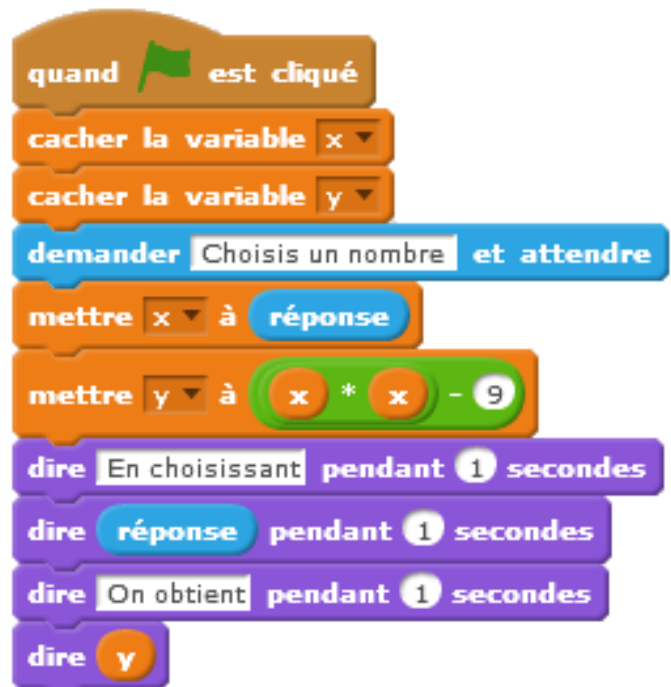 quand est cliqué
cacher la variable x
cacher la variable y
demander Choisis un nombre et attendre
mettre x à réponse
mettre y à x * x - 9
dire En choisissant pendant 1 secondes
dire réponse pendant 1 secondes
dire On obtient pendant 1 secondes
dire y